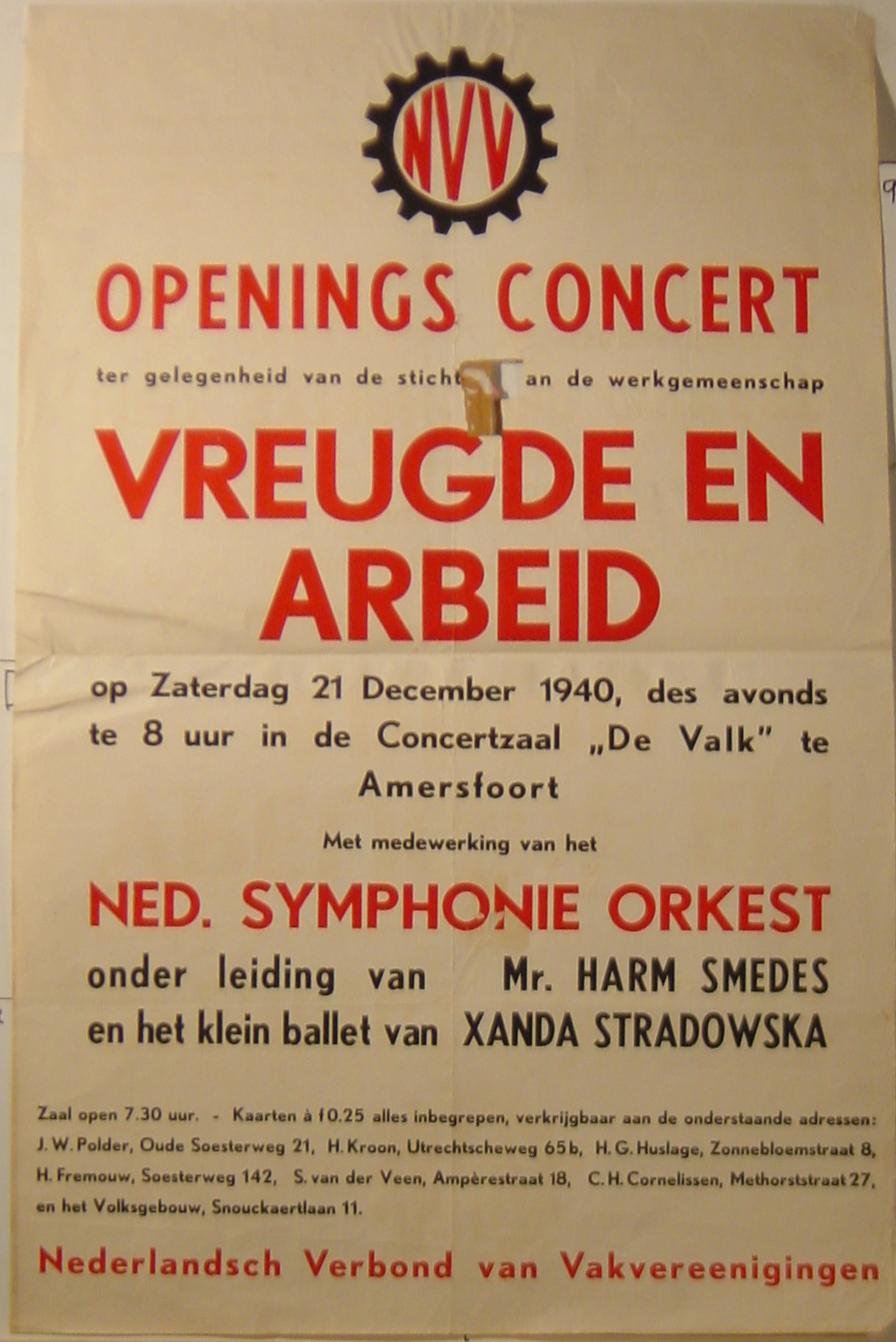 NVV
OPENINGS CONCERT
ter gelegenheid van de sticht an de werkgemeenschap
VREUGDE EN
ARBEID
op Zaterdag 21 December 1940, des avonds
te 8 uur in de Concertzaal „De Valk” te
Amersfoort
Met medewerking van het
NED. SYMPHONIE ORKEST
onder leiding van Mr. HARM SMEDES
en het klein ballet van XANDA STRADOWSKA
Zaal open 7.30 uur. - Kaarten à f 0.25 alles inbegrepen, verkrijgbaar aan de onderstaande adressen:
J. W. Polder, Oude Soesterweg 21, H. Kroon, Utrechtscheweg 65b, H. G. Huslage, Zonnebloemstraat 8,
H. Fremouw, Soesterweg 142, S. van der Veen, Ampèrestraat 18, C. H. Cornelissen, Methorststraat 27,
en het Volksgebouw, Snouckaertlaan 11.
Nederlandsch Verbond van Vakvereenigingen